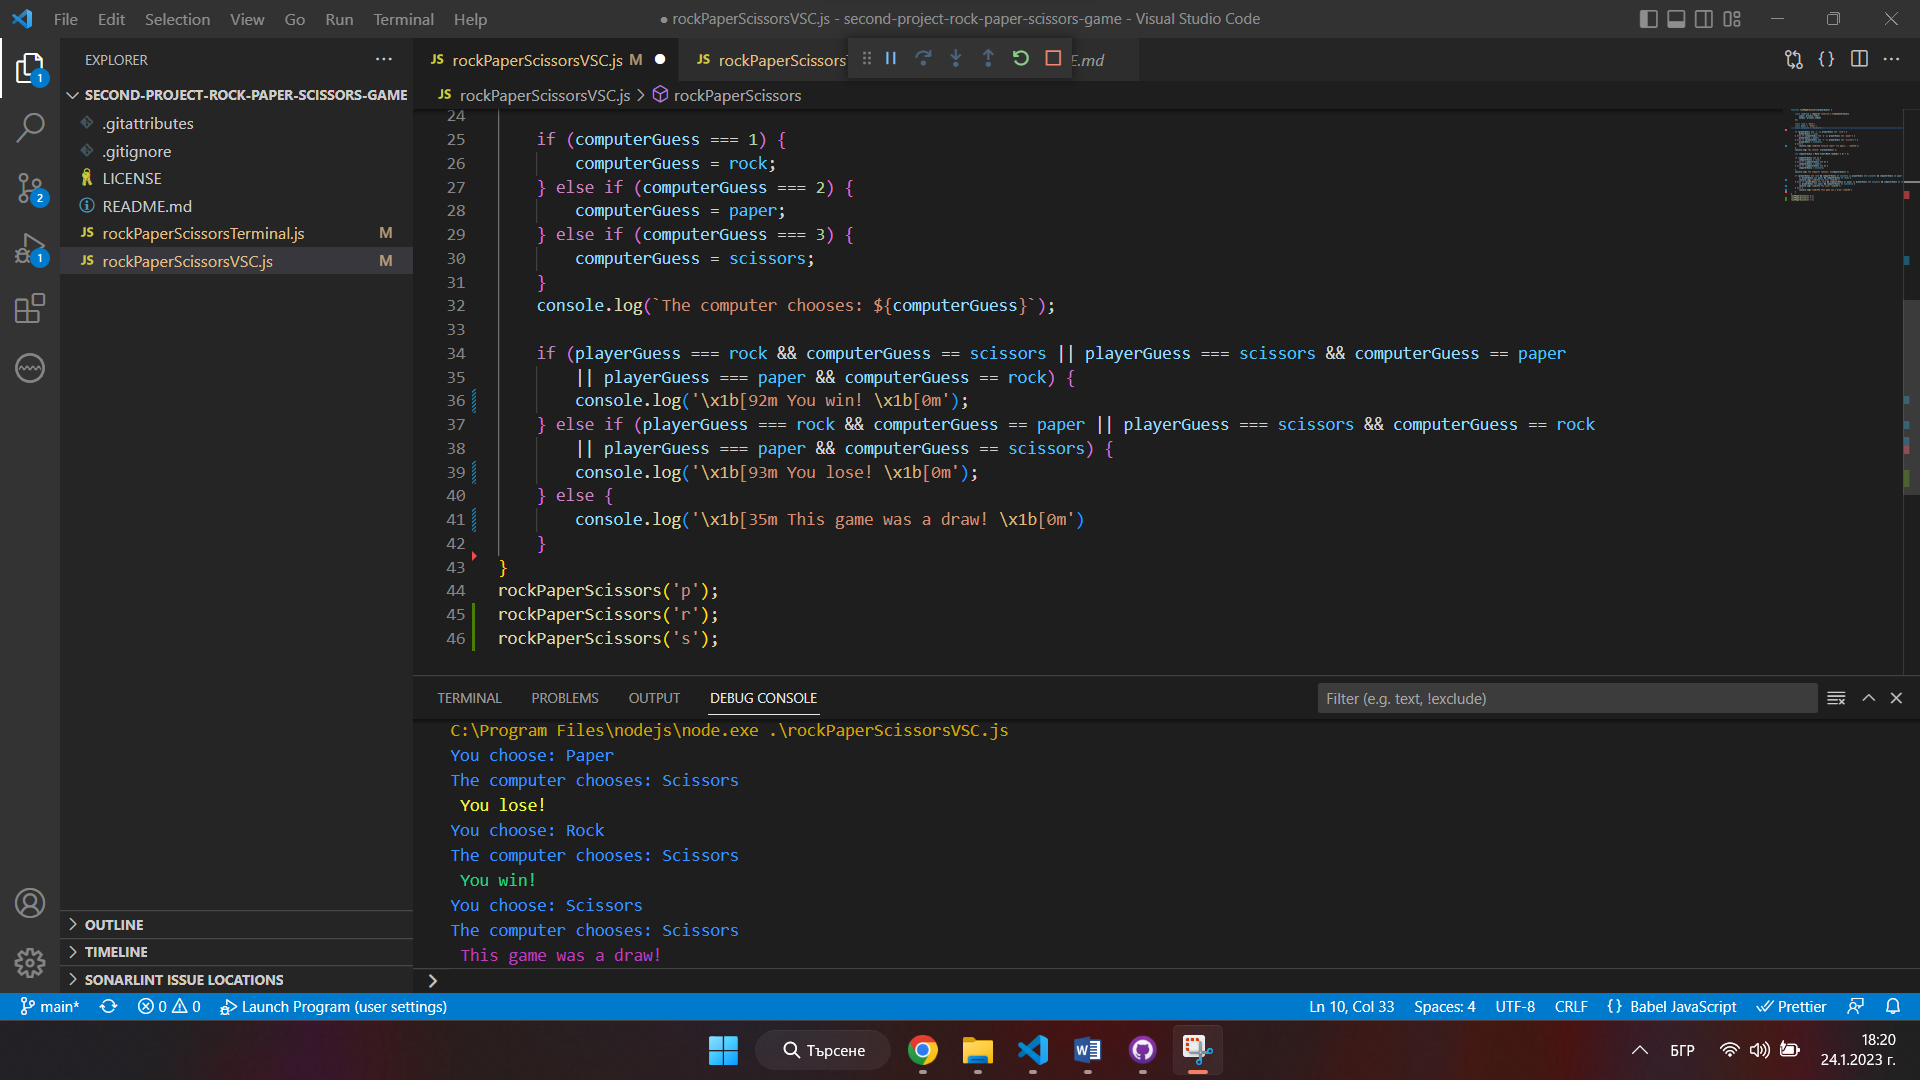 File Edit Selection View Go Run Terminal Help
● rockPaperScissorsVSC.js - second-project-rock-paper-scissors-game - Visual Studio Code
EXPLORER
SECOND-PROJECT-ROCK-PAPER-SCISSORS-GAME
.gitattributes
.gitignore
LICENSE
README.md
JS rockPaperScissorsTerminal.js M
JS rockPaperScissorsVSC.js M
OUTLINE
TIMELINE
SONARLINT ISSUE LOCATIONS
1
2
1
JS rockPaperScissorsVSC.js M ●
JS rockPaperScissors
E.md
JS rockPaperScissorsVSC.js > rockPaperScissors
24
25 if (computerGuess === 1) {
26 computerGuess = rock;
27 } else if (computerGuess === 2) {
28 computerGuess = paper;
29 } else if (computerGuess === 3) {
30 computerGuess = scissors;
31 }
32 console.log(`The computer chooses: ${computerGuess}`);
33
34 if (playerGuess === rock && computerGuess == scissors || playerGuess === scissors && computerGuess == paper
35 || playerGuess === paper && computerGuess == rock) {
36 console.log('\x1b[92m You win! \x1b[0m');
37 } else if (playerGuess === rock && computerGuess == paper || playerGuess === scissors && computerGuess == rock
38 || playerGuess === paper && computerGuess == scissors) {
39 console.log('\x1b[93m You lose! \x1b[0m');
40 } else {
41 console.log('\x1b[35m This game was a draw! \x1b[0m')
42 }
43 }
44 rockPaperScissors('p');
45 rockPaperScissors('r');
46 rockPaperScissors('s');
TERMINAL PROBLEMS OUTPUT DEBUG CONSOLE
Filter (e.g. text, !exclude)
C:\Program Files\nodejs\node.exe .\rockPaperScissorsVSC.js
You choose: Paper
The computer chooses: Scissors
You lose!
You choose: Rock
The computer chooses: Scissors
You win!
You choose: Scissors
The computer chooses: Scissors
This game was a draw!
main* 0 0 Launch Program (user settings)
Ln 10, Col 33 Spaces: 4 UTF-8 CRLF {} Babel JavaScript Prettier
Търсене
БГР
18:20
24.1.2023 г.